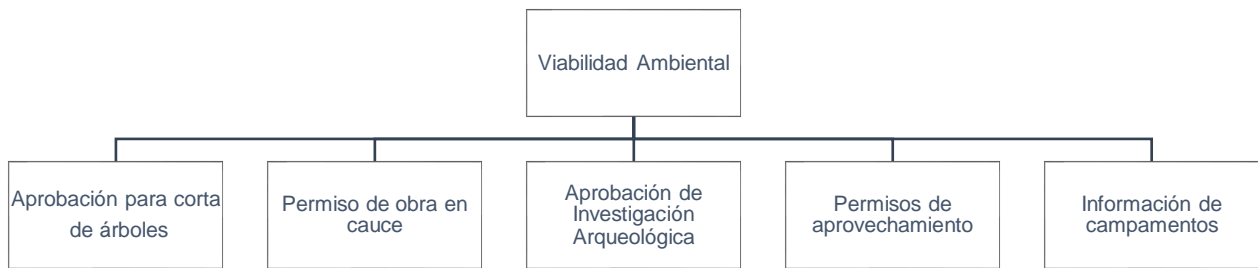 Viabilidad Ambiental
Aprobación para corta
de árboles
Permiso de obra en
cauce
Aprobación de
Investigación
Arqueológica
Permisos de
aprovechamiento
Información de
campamentos